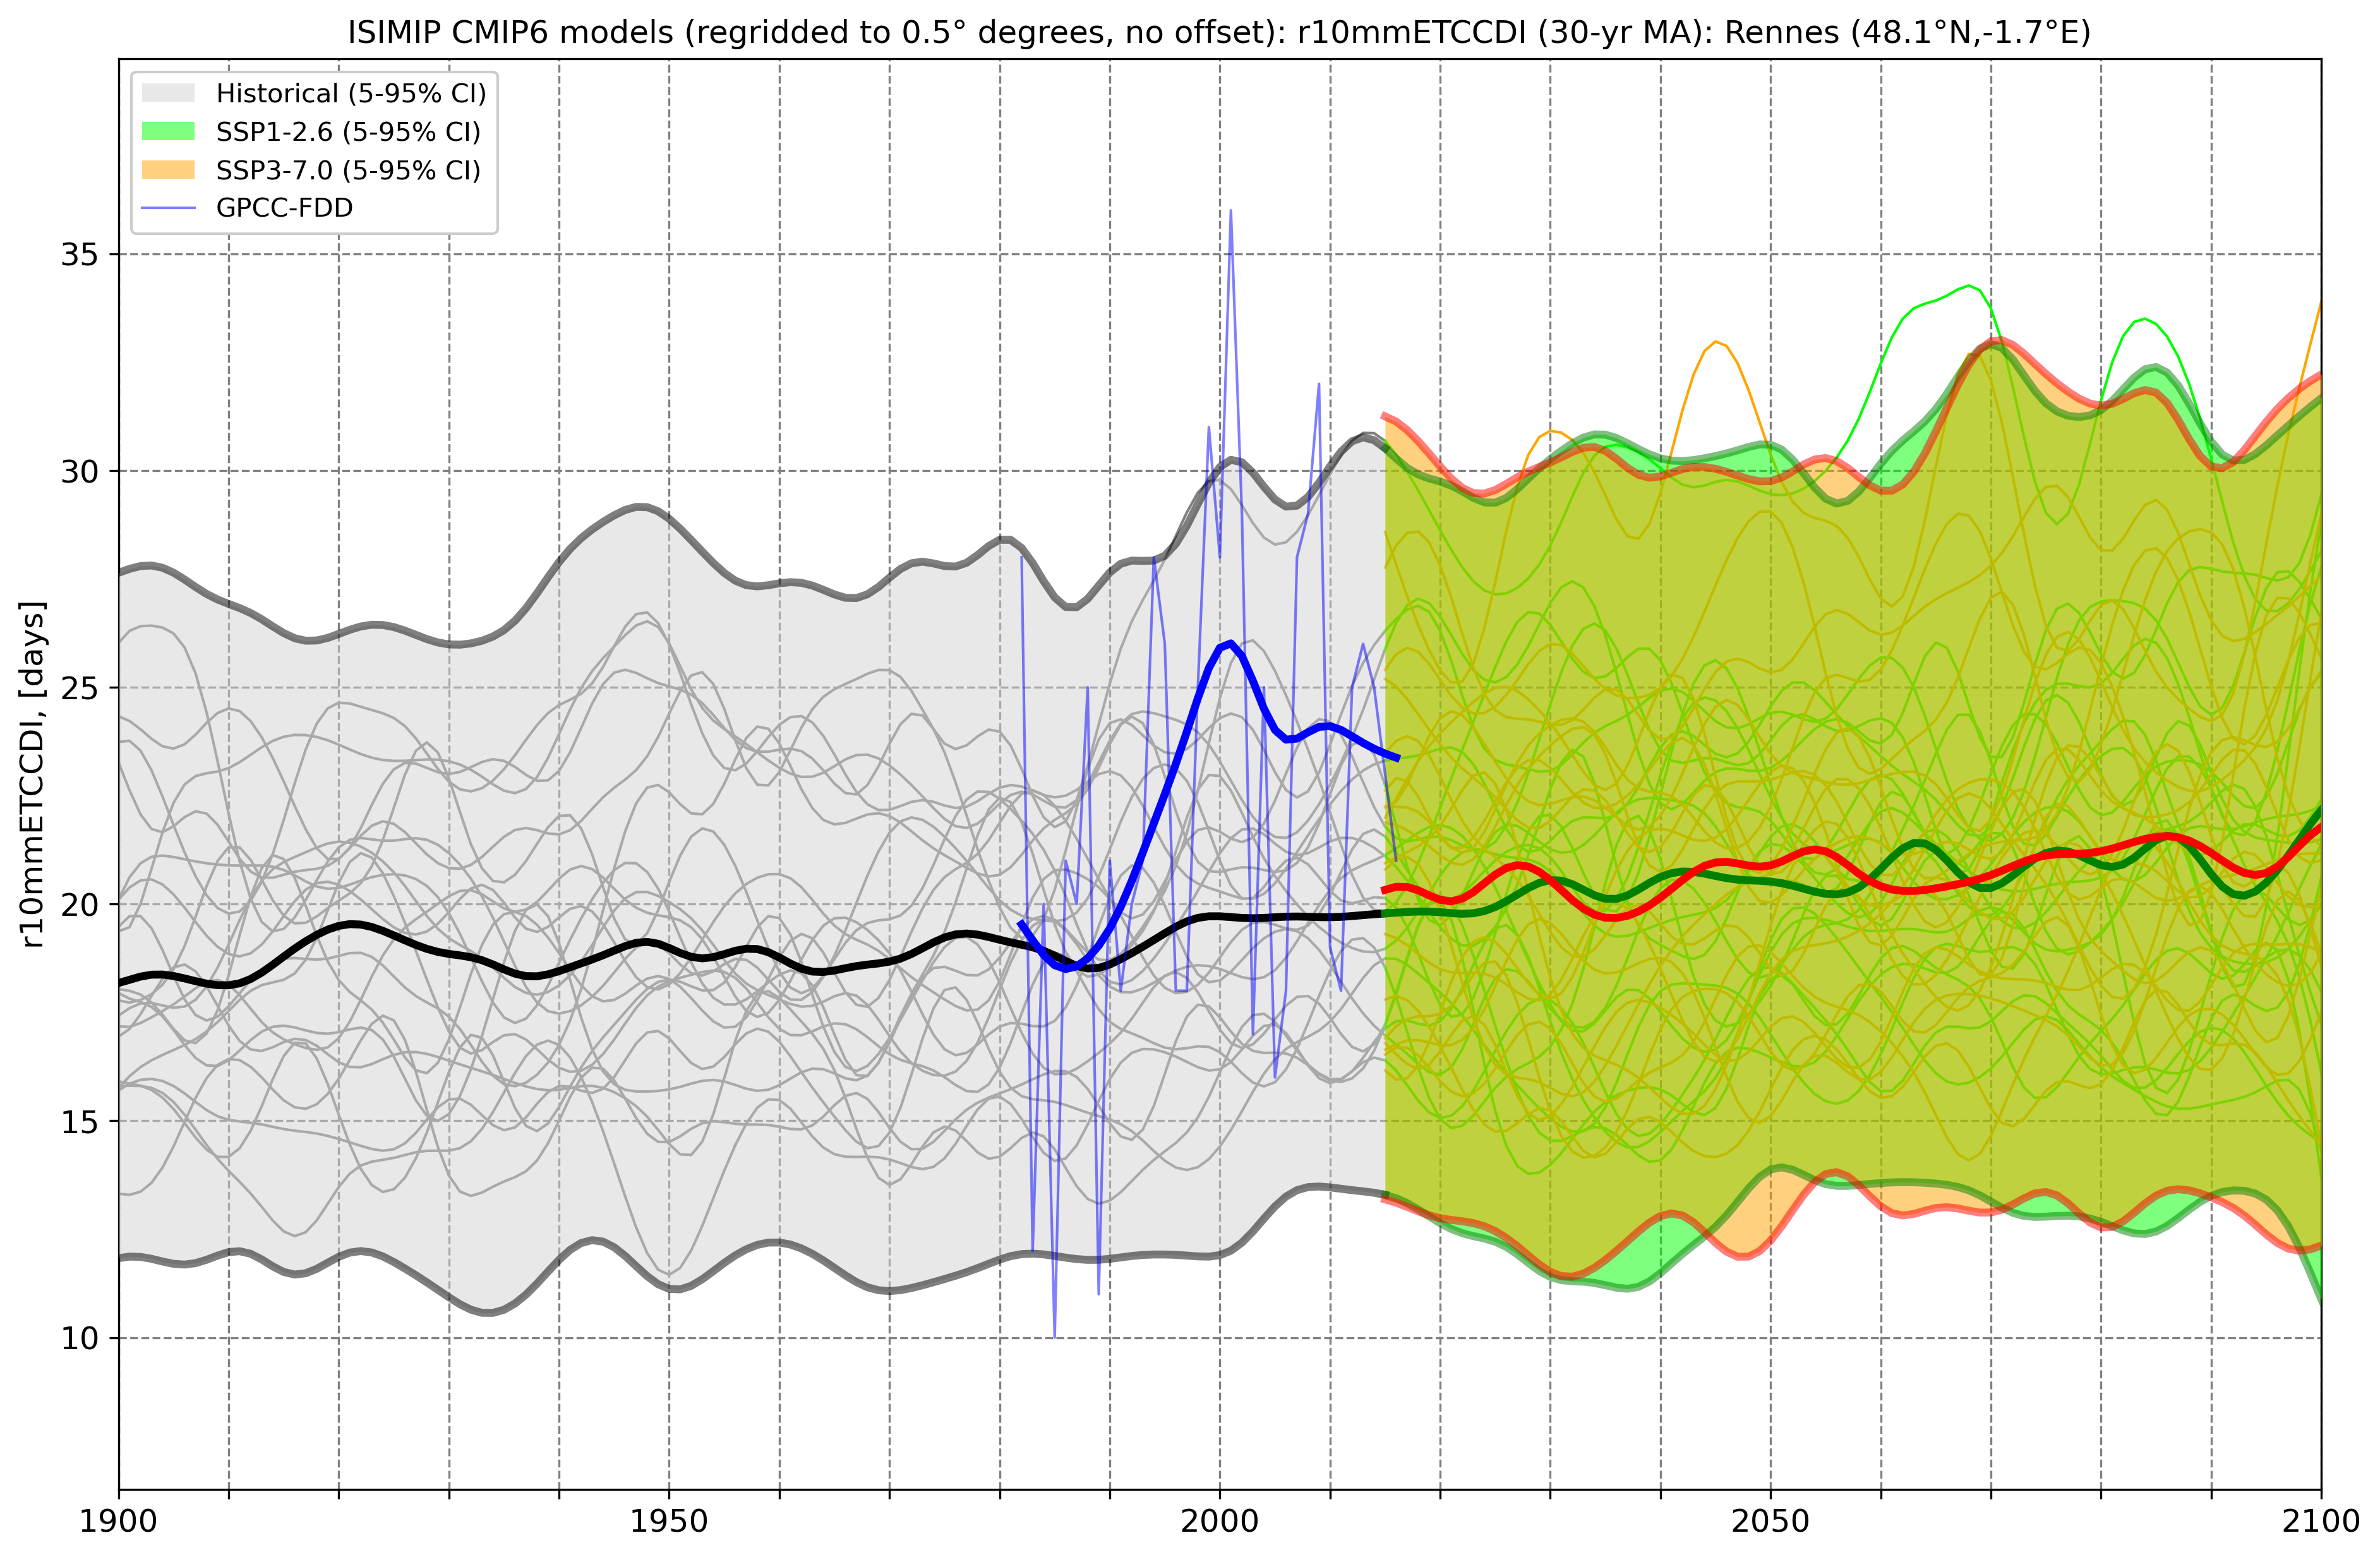 ISIMIP CMIP6 models (regridded to 0.5° degrees, no offset): r10mmETCCDI (30-yr MA): Rennes (48.1°N,-1.7°E)
Historical (5-95% CI)
SSP1-2.6 (5-95% CI)
SSP3-7.0 (5-95% CI)
GPCC-FDD
r10mmETCCDI, [days]
35
30
25
20
15
10
1900 1950 2000 2050 2100